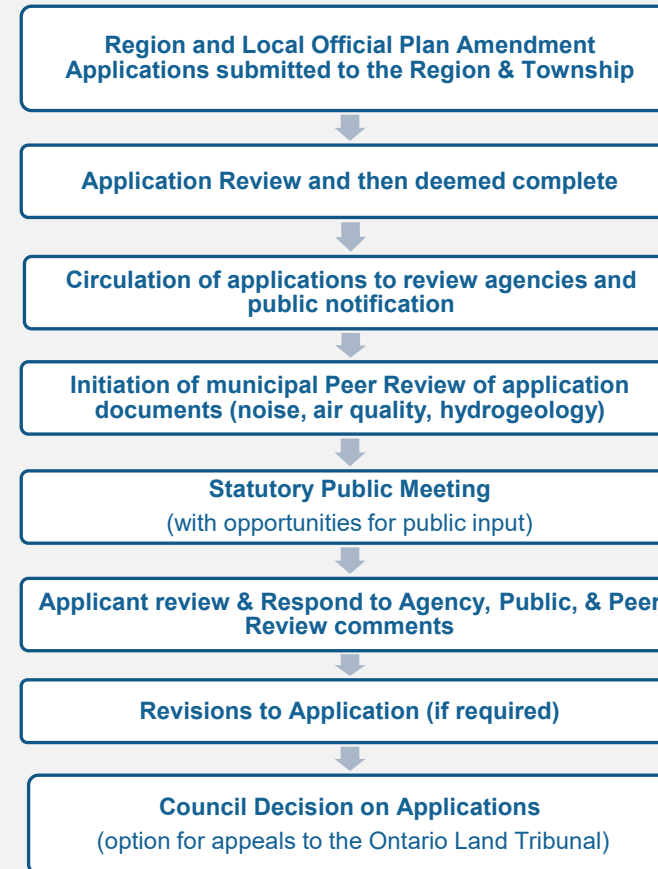 Region and Local Official Plan Amendment
Applications submitted to the Region & Township
Application Review and then deemed complete
Circulation of applications to review agencies and
public notification
Initiation of municipal Peer Review of application
documents (noise, air quality, hydrogeology)
Statutory Public Meeting
(with opportunities for public input)
Applicant review & Respond to Agency, Public, & Peer
Review comments
Revisions to Application (if required)
Council Decision on Applications
(option for appeals to the Ontario Land Tribunal)